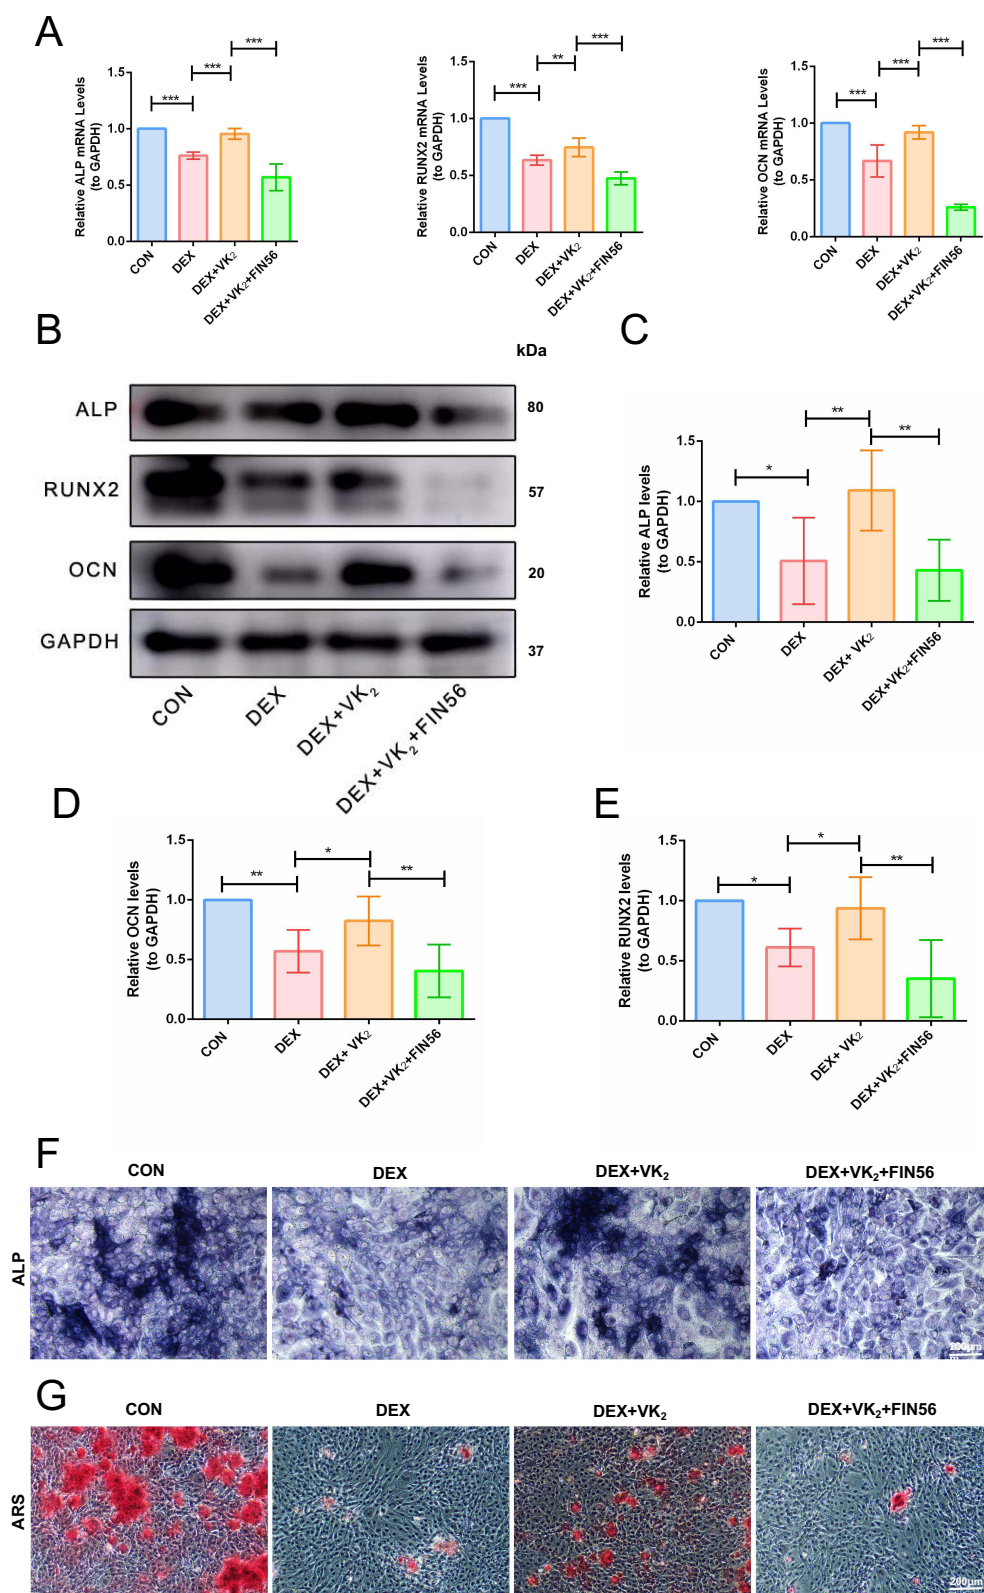 A
Relative ALP mRNA Levels
(to GAPDH)
1.5
1.0
0.5
0.0
***
***
***
CON
DEX
DEX+VK₂
DEX+VK₂+FIN56
Relative RUNX2 mRNA Levels
(to GAPDH)
1.5
1.0
0.5
0.0
***
**
***
CON
DEX
DEX+VK₂
DEX+VK₂+FIN56
Relative OCN mRNA Levels
(to GAPDH)
1.5
1.0
0.5
0.0
***
***
***
CON
DEX
DEX+VK₂
DEX+VK₂+FIN56
B
kDa
ALP
80
RUNX2
57
OCN
20
GAPDH
37
CON
DEX
DEX+VK₂
DEX+VK₂+FIN56
C
Relative ALP levels
(to GAPDH)
1.5
1.0
0.5
0.0
*
**
**
CON
DEX
DEX+ VK₂
DEX+VK₂+FIN56
D
Relative OCN levels
(to GAPDH)
1.5
1.0
0.5
0.0
**
*
**
CON
DEX
DEX+ VK₂
DEX+VK₂+FIN56
E
Relative RUNX2 levels
(to GAPDH)
1.5
1.0
0.5
0.0
*
*
**
CON
DEX
DEX+ VK₂
DEX+VK₂+FIN56
F
CON
DEX
DEX+VK₂
DEX+VK₂+FIN56
ALP
200μm
G
CON
DEX
DEX+VK₂
DEX+VK₂+FIN56
ARS
200μm